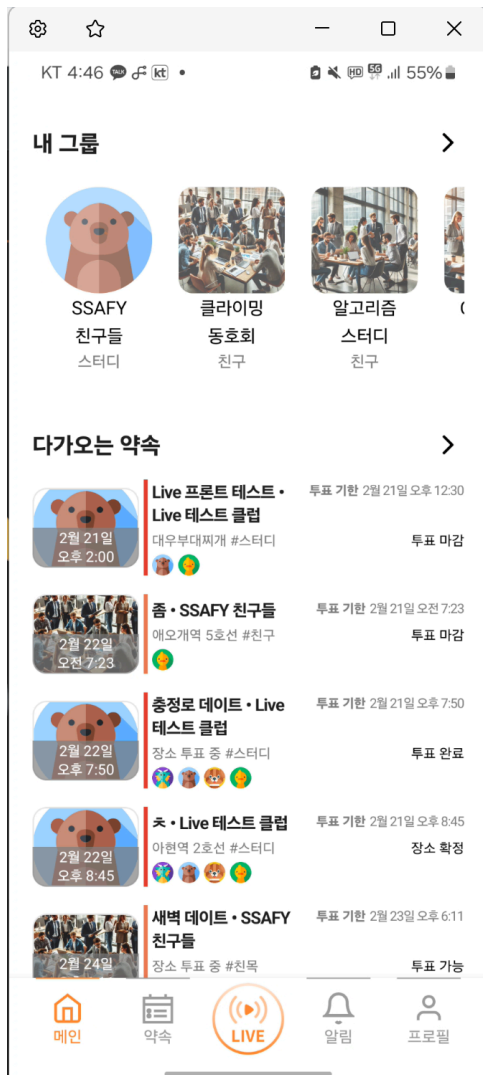 KT 4:46 TALK kt •
HD 5G 55%
내 그룹
SSAFY
친구들
스터디
클라이밍
동호회
친구
알고리즘
스터디
친구
다가오는 약속
2월 21일
오후 2:00
Live 프론트 테스트 •
Live 테스트 클럽
대우부대찌개 #스터디
투표 기한 2월 21일 오후 12:30
투표 마감
2월 22일
오전 7:23
좀 • SSAFY 친구들
애오개역 5호선 #친구
투표 기한 2월 21일 오전 7:23
투표 마감
2월 22일
오후 7:50
충정로 데이트 • Live
테스트 클럽
장소 투표 중 #스터디
투표 기한 2월 21일 오후 7:50
투표 완료
2월 22일
오후 8:45
ㅊ • Live 테스트 클럽
아현역 2호선 #스터디
투표 기한 2월 21일 오후 8:45
장소 확정
2월 24일
새벽 데이트 • SSAFY
친구들
장소 투표 중 #친목
투표 기한 2월 23일 오후 6:11
투표 가능
메인
약속
LIVE
알림
프로필